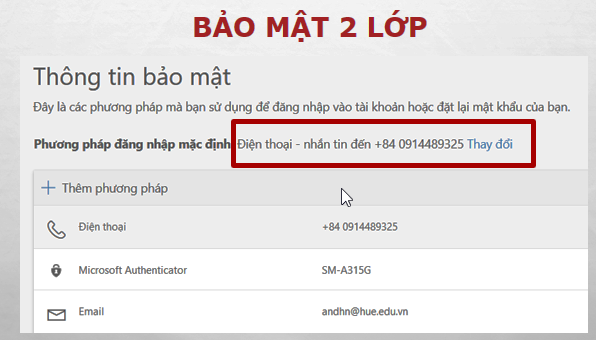 BẢO MẬT 2 LỚP
Thông tin bảo mật
Đây là các phương pháp mà bạn sử dụng để đăng nhập vào tài khoản hoặc đặt lại mật khẩu của bạn.
Phương pháp đăng nhập mặc định: Điện thoại - nhắn tin đến +84 0914489325 Thay đổi
+ Thêm phương pháp
Điện thoại +84 0914489325
Microsoft Authenticator SM-A315G
Email andhn@hue.edu.vn